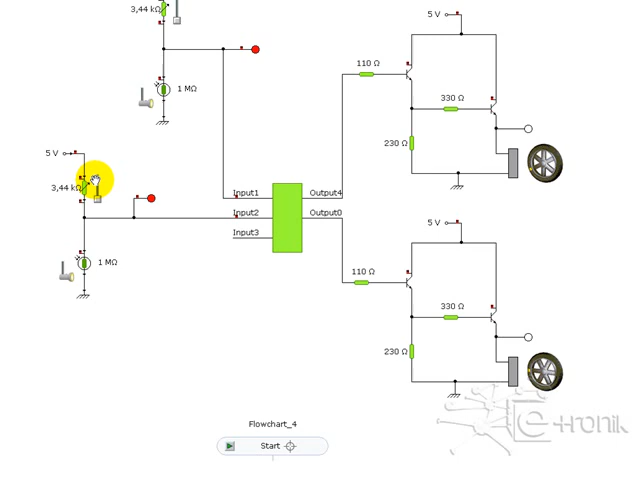 3,44 kΩ
1 MΩ
5 V
3,44 kΩ
1 MΩ
Input1
Input2
Input3
Output4
Output0
5 V
110 Ω
330 Ω
230 Ω
5 V
110 Ω
330 Ω
230 Ω
Flowchart_4
Start
e-tronik